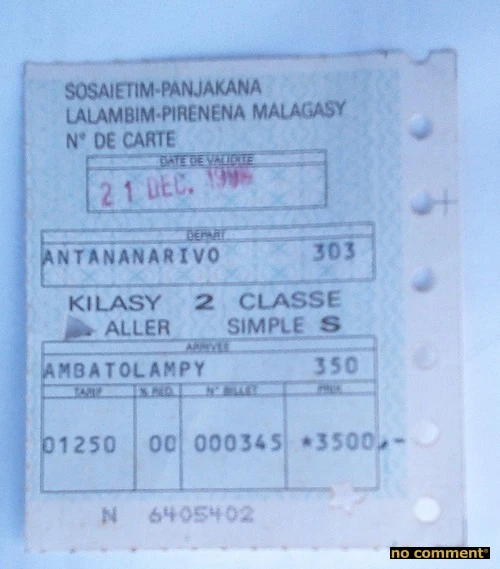 SOSAIETIM-PANJAKANA
LALAMBIM-PIRENENA MALAGASY
N° DE CARTE
DATE DE VALIDITE
21 DEC.
DEPART
ANTANANARIVO 303
KILASY 2 CLASSE
ALLER SIMPLE S
ARRIVEE
AMBATOLAMPY 350
TARIF % RED. N° BILLET PRIX
01250 00 000345 *3500,-
N 6405402
no comment®